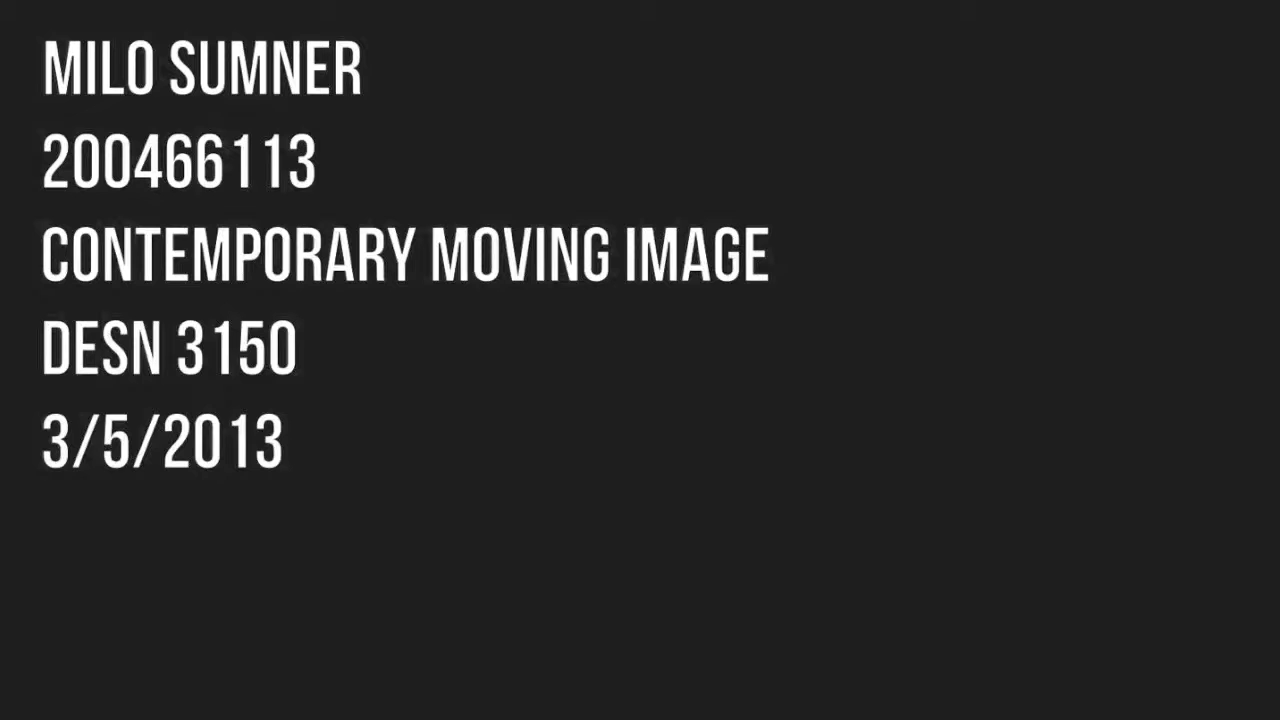 MILO SUMNER
200466113
CONTEMPORARY MOVING IMAGE
DESN 3150
3/5/2013